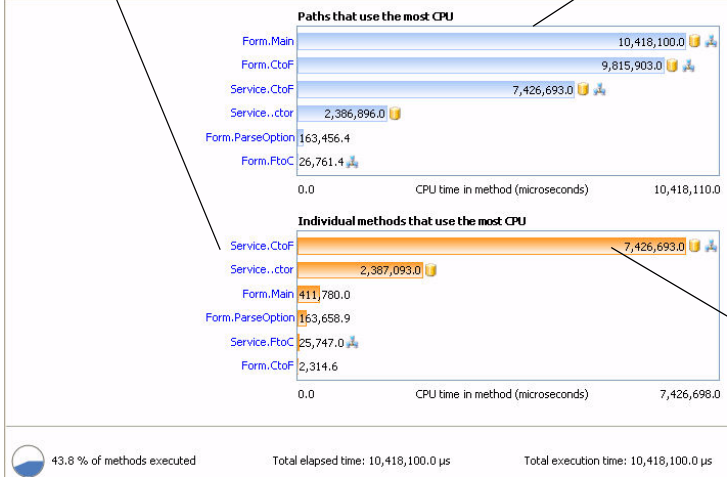 Paths that use the most CPU
Form.Main 10,418,100.0
Form.CtoF 9,815,903.0
Service.CtoF 7,426,693.0
Service..ctor 2,386,896.0
Form.ParseOption 163,456.4
Form.FtoC 26,761.4
0.0 CPU time in method (microseconds) 10,418,110.0
Individual methods that use the most CPU
Service.CtoF 7,426,693.0
Service..ctor 2,387,093.0
Form.Main 411,780.0
Form.ParseOption 163,658.9
Service.FtoC 25,747.0
Form.CtoF 2,314.6
0.0 CPU time in method (microseconds) 7,426,698.0
43.8 % of methods executed Total elapsed time: 10,418,100.0 µs Total execution time: 10,418,100.0 µs